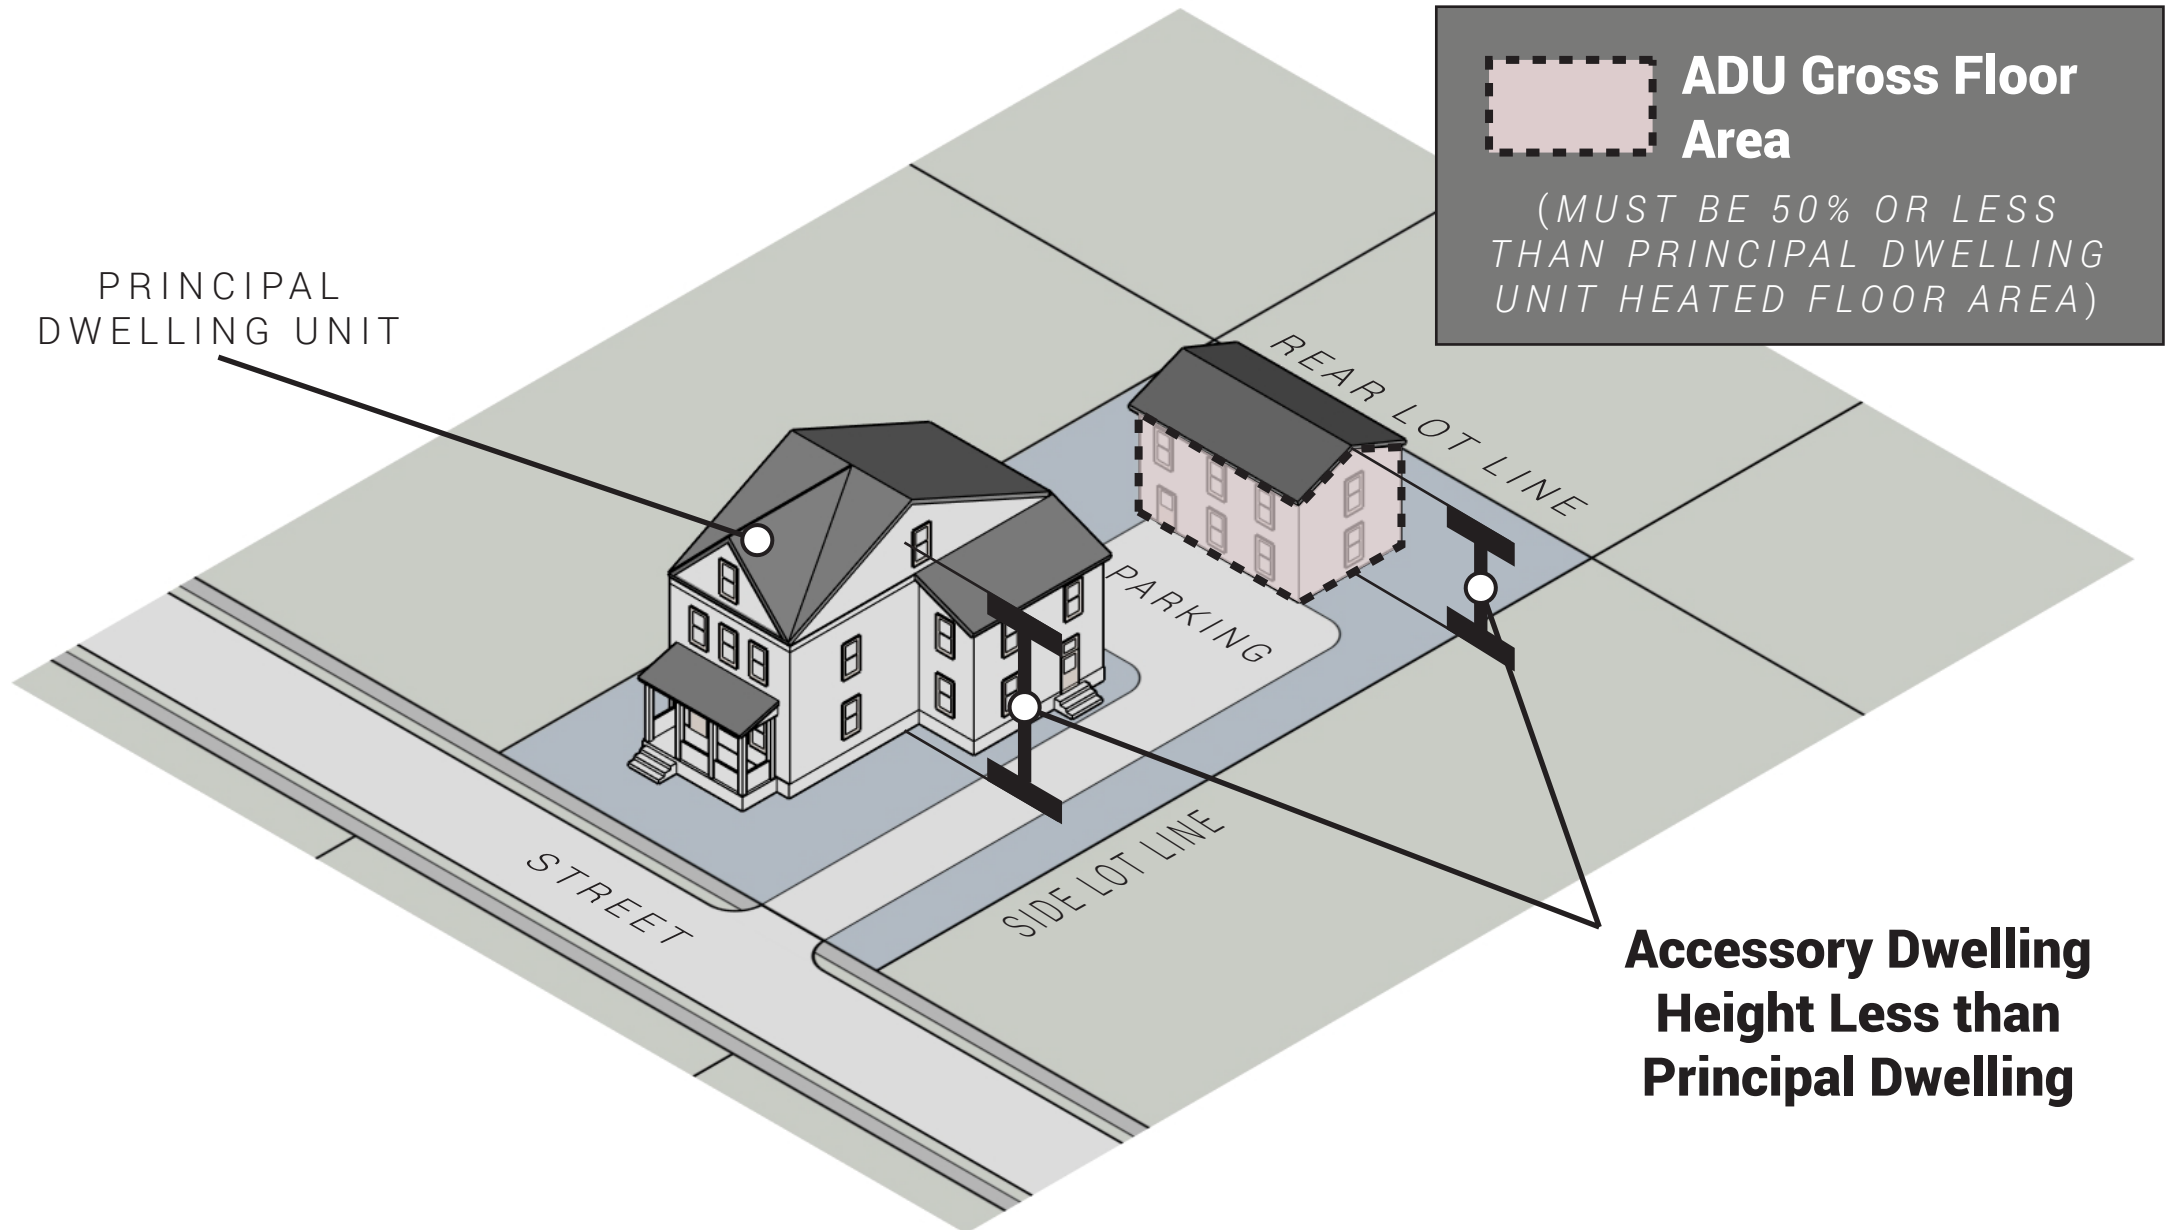 ADU Gross Floor
Area
(MUST BE 50% OR LESS
THAN PRINCIPAL DWELLING
UNIT HEATED FLOOR AREA)
PRINCIPAL
DWELLING UNIT
REAR LOT LINE
PARKING
SIDE LOT LINE
STREET
Accessory Dwelling
Height Less than
Principal Dwelling